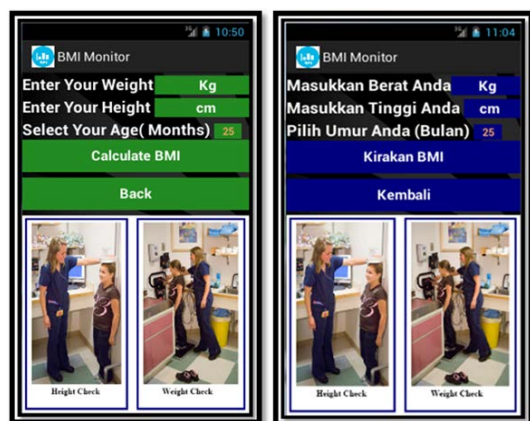 3G 10:50
BMI Monitor
Enter Your Weight Kg
Enter Your Height cm
Select Your Age( Months) 25
Calculate BMI
Back
Height Check Weight Check
3G 11:04
BMI Monitor
Masukkan Berat Anda Kg
Masukkan Tinggi Anda cm
Pilih Umur Anda (Bulan) 25
Kirakan BMI
Kembali
Height Check Weight Check